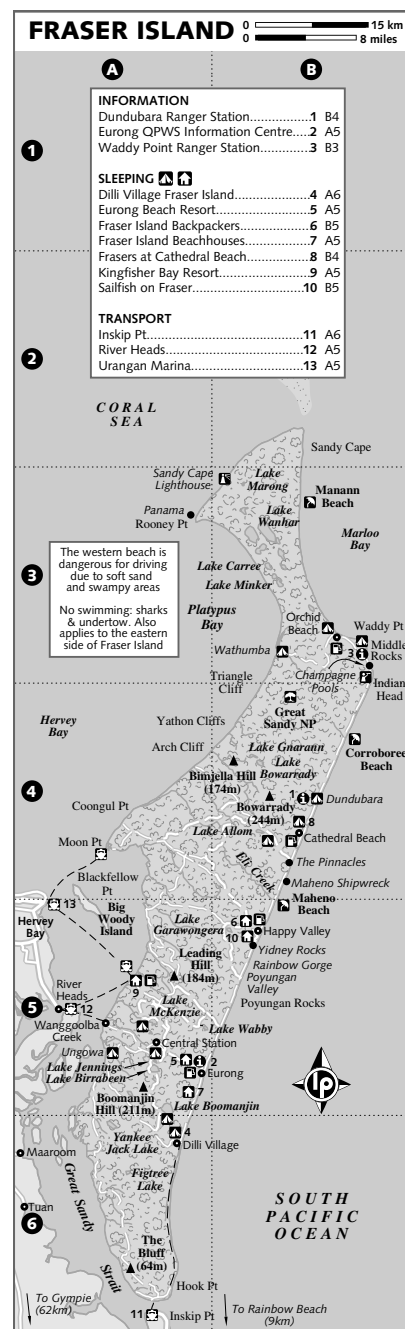 FRASER ISLAND
0 15 km
0 8 miles
A B
1
INFORMATION
Dundubara Ranger Station....................1 B4
Eurong QPWS Information Centre....2 A5
Waddy Point Ranger Station...............3 B3
SLEEPING
Dilli Village Fraser Island......................4 A6
Eurong Beach Resort............................5 A5
Fraser Island Backpackers....................6 B5
Fraser Island Beachhouses...................7 A5
Frasers at Cathedral Beach..................8 B4
Kingfisher Bay Resort...........................9 A5
Sailfish on Fraser.................................10 B5
TRANSPORT
Inskip Pt..............................................11 A6
River Heads........................................12 A5
Urangan Marina.................................13 A5
2
CORAL
SEA
Sandy Cape
Sandy Cape
Lighthouse
Lake
Marong
Manann
Beach
Panama
Rooney Pt
Lake
Wanhar
Marloo
Bay
3
The western beach is
dangerous for driving
due to soft sand
and swampy areas
No swimming: sharks
& undertow. Also
applies to the eastern
side of Fraser Island
Lake Carree
Lake Minker
Platypus
Bay
Orchid
Beach
Waddy Pt
Middle
Rocks
3
Wathumba
Champagne
Pools
Indian
Head
Triangle
Cliff
Great
Sandy NP
Hervey
Bay
Yathon Cliffs
Arch Cliff
Lake Gnarann
Lake
Bowarrady
Corroboree
Beach
4
Bimjella Hill
(174m)
Bowarrady
(244m)
1
Dundubara
Coongul Pt
8
Lake Allom
Cathedral Beach
Moon Pt
Eli Creek
The Pinnacles
Blackfellow
Pt
Maheno Shipwreck
13
Hervey
Bay
Big
Woody
Island
Maheno
Beach
Lake
Garawongera
6
Happy Valley
10
Yidney Rocks
Rainbow Gorge
Poyungan
Valley
Leading
Hill
(184m)
Poyungan Rocks
River
Heads
9
5
12
Lake
McKenzie
Wanggoolba
Creek
Lake Wabby
Central Station
Ungowa
Lake Jennings
Lake Birrabeen
5 2
Eurong
Boomanjin
Hill (211m)
7
Lake Boomanjin
Yankee
Jack Lake
4
Dilli Village
Maaroom
Great Sandy
Strait
Figtree
Lake
Tuan
6
SOUTH
PACIFIC
OCEAN
The
Bluff
(64m)
Hook Pt
To Gympie
(62km)
11
Inskip Pt
To Rainbow Beach
(9km)
lp